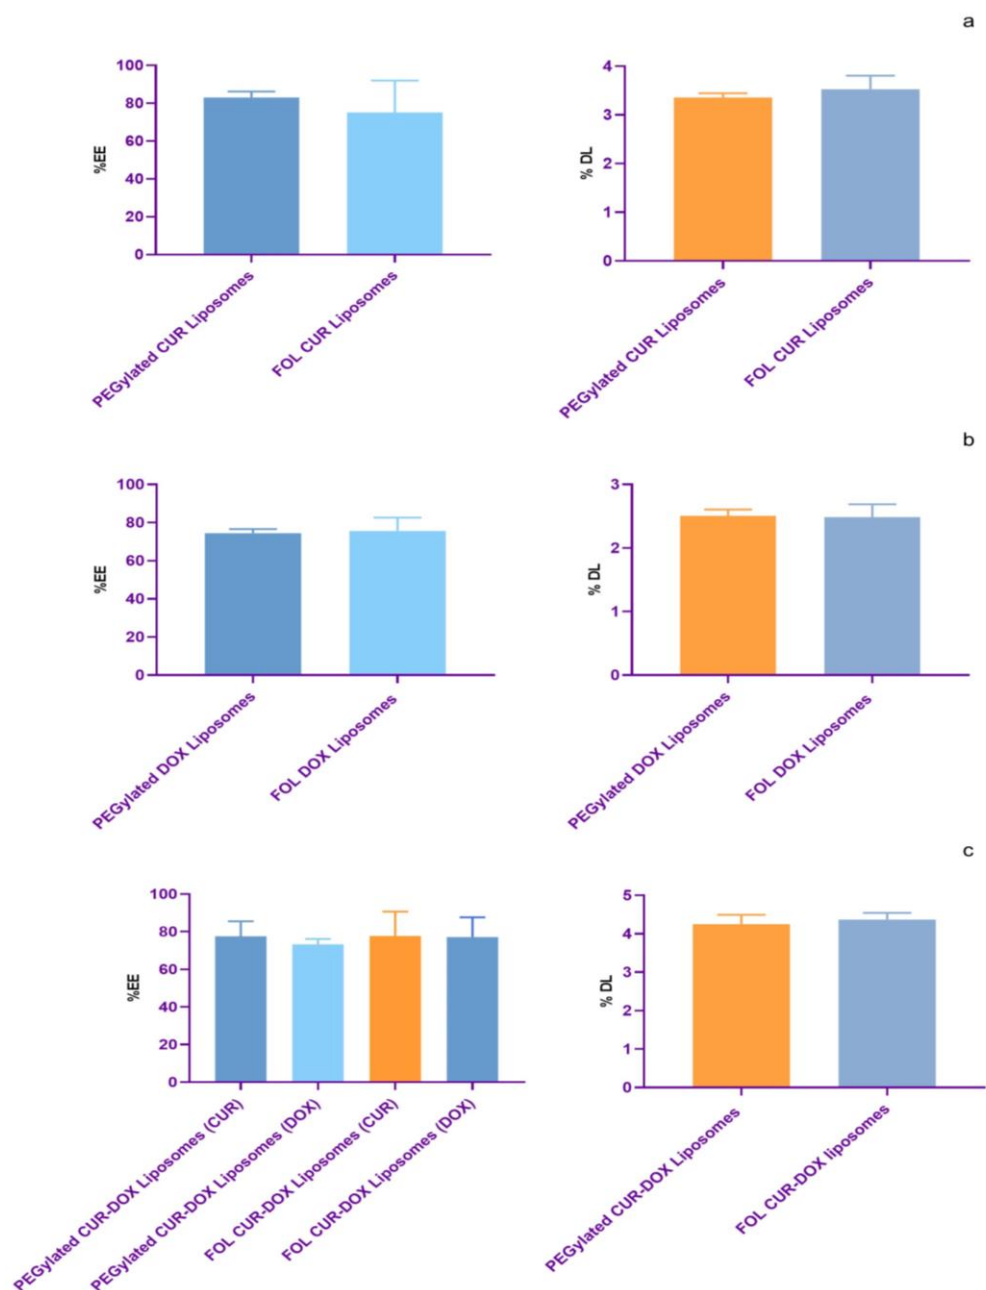 a
100
80
60
40
20
0
%EE
PEGylated CUR Liposomes
FOL CUR Liposomes
4
3
2
1
0
% DL
PEGylated CUR Liposomes
FOL CUR Liposomes
b
100
80
60
40
20
0
%EE
PEGylated DOX Liposomes
FOL DOX Liposomes
3
2
1
0
% DL
PEGylated DOX Liposomes
FOL DOX Liposomes
c
100
80
60
40
20
0
%EE
PEGylated CUR-DOX Liposomes (CUR)
PEGylated CUR-DOX Liposomes (DOX)
FOL CUR-DOX Liposomes (CUR)
FOL CUR-DOX Liposomes (DOX)
5
4
3
2
1
0
% DL
PEGylated CUR-DOX Liposomes
FOL CUR-DOX liposomes